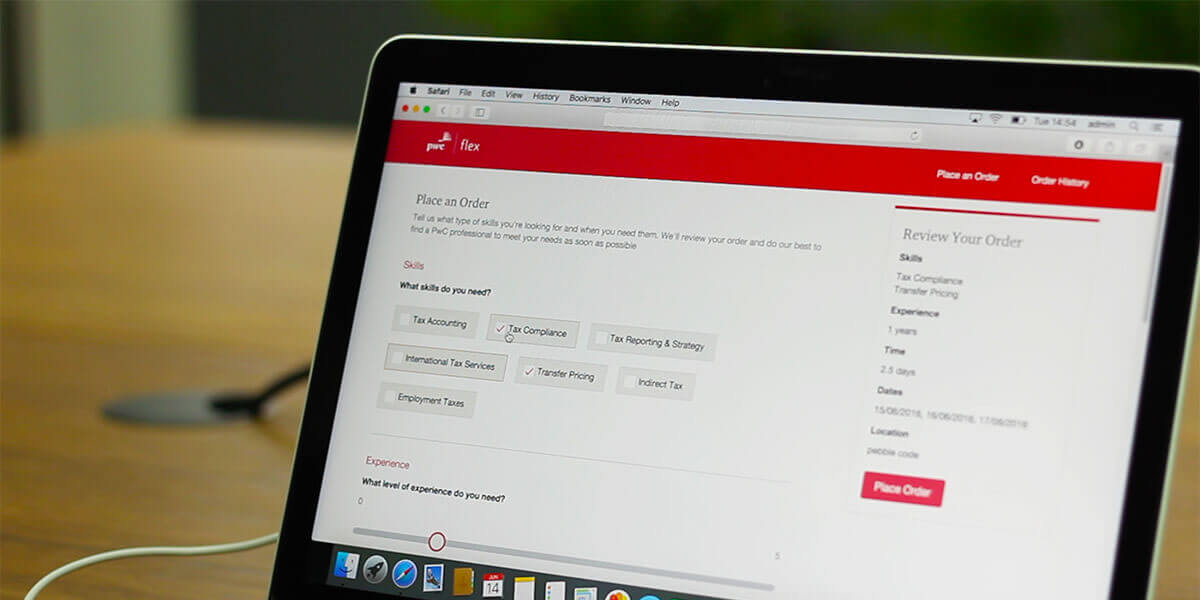 Safari File Edit View History Bookmarks Window Help
Tue 14:54 admin
pwc flex
Place an Order Order History
Place an Order
Tell us what type of skills you're looking for and when you need them. We'll review your order and do our best to
find a PwC professional to meet your needs as soon as possible
Skills
What skills do you need?
Tax Accounting Tax Compliance Tax Reporting & Strategy
International Tax Services Transfer Pricing Indirect Tax
Employment Taxes
Experience
What level of experience do you need?
0
5
Review Your Order
Skills
Tax Compliance
Transfer Pricing
Experience
1 years
Time
2.5 days
Dates
15/06/2016, 16/06/2016, 17/06/2016
Location
pebble code
Place Order
JUN
14